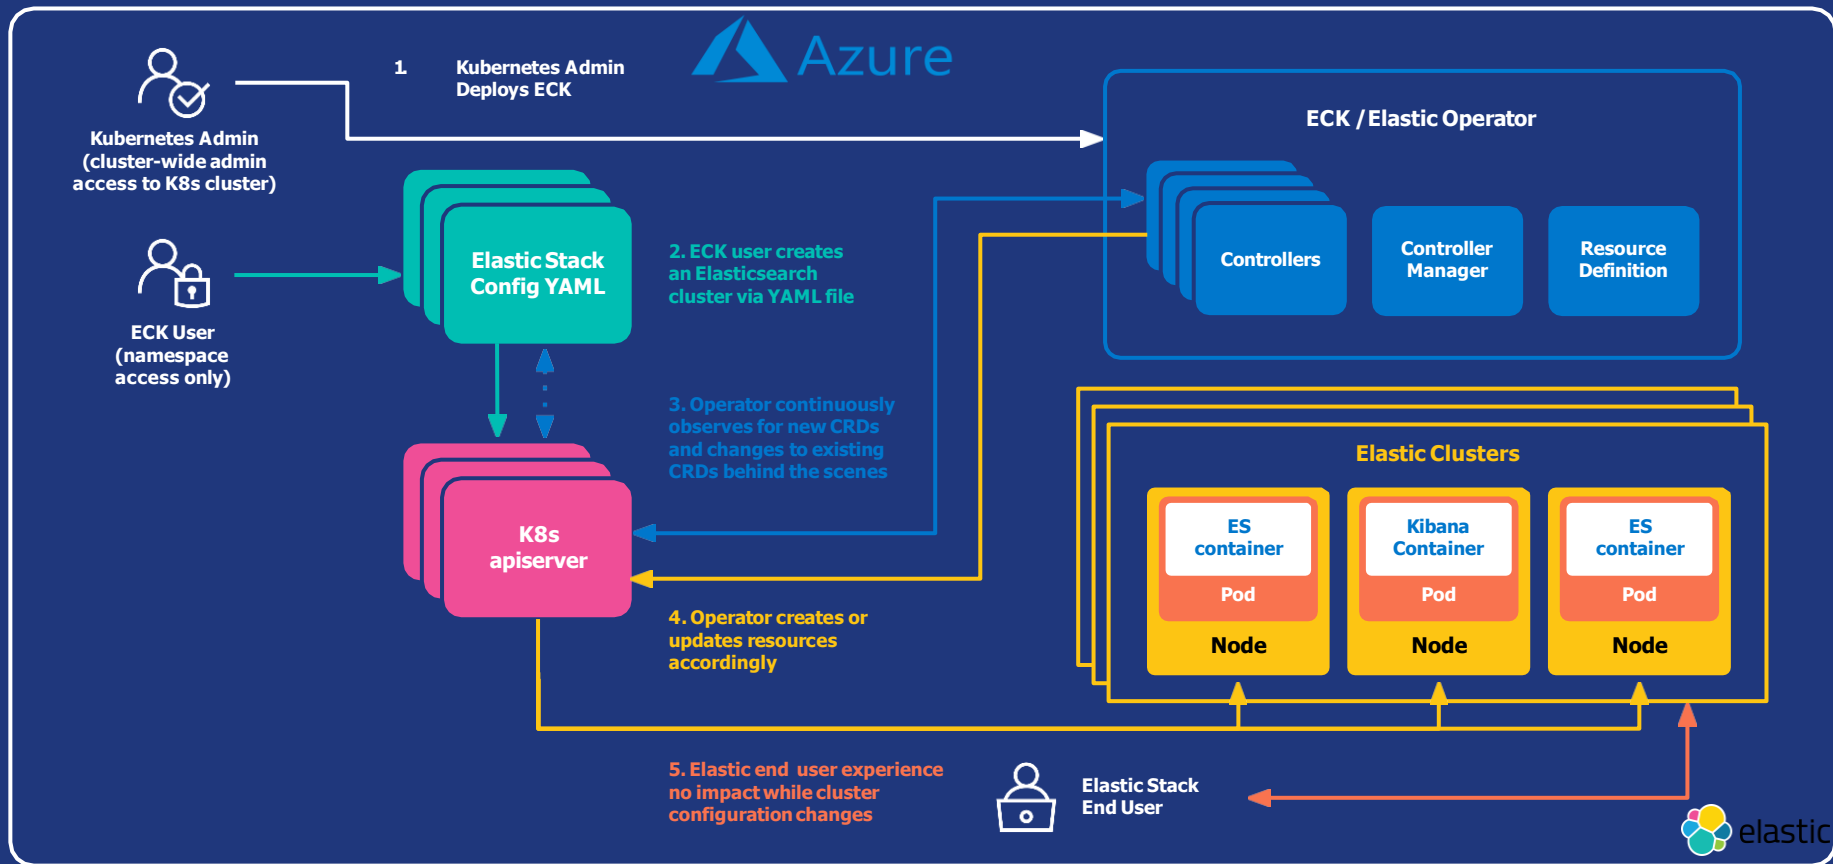 Azure
1. Kubernetes Admin
Deploys ECK
Kubernetes Admin
(cluster-wide admin
access to K8s cluster)
ECK / Elastic Operator
Controllers
Controller
Manager
Resource
Definition
Elastic Stack
Config YAML
2. ECK user creates
an Elasticsearch
cluster via YAML file
ECK User
(namespace
access only)
3. Operator continuously
observes for new CRDs
and changes to existing
CRDs behind the scenes
K8s
apiserver
Elastic Clusters
ES
container
Pod
Node
Kibana
Container
Pod
Node
ES
container
Pod
Node
4. Operator creates or
updates resources
accordingly
5. Elastic end user experience
no impact while cluster
configuration changes
Elastic Stack
End User
elastic